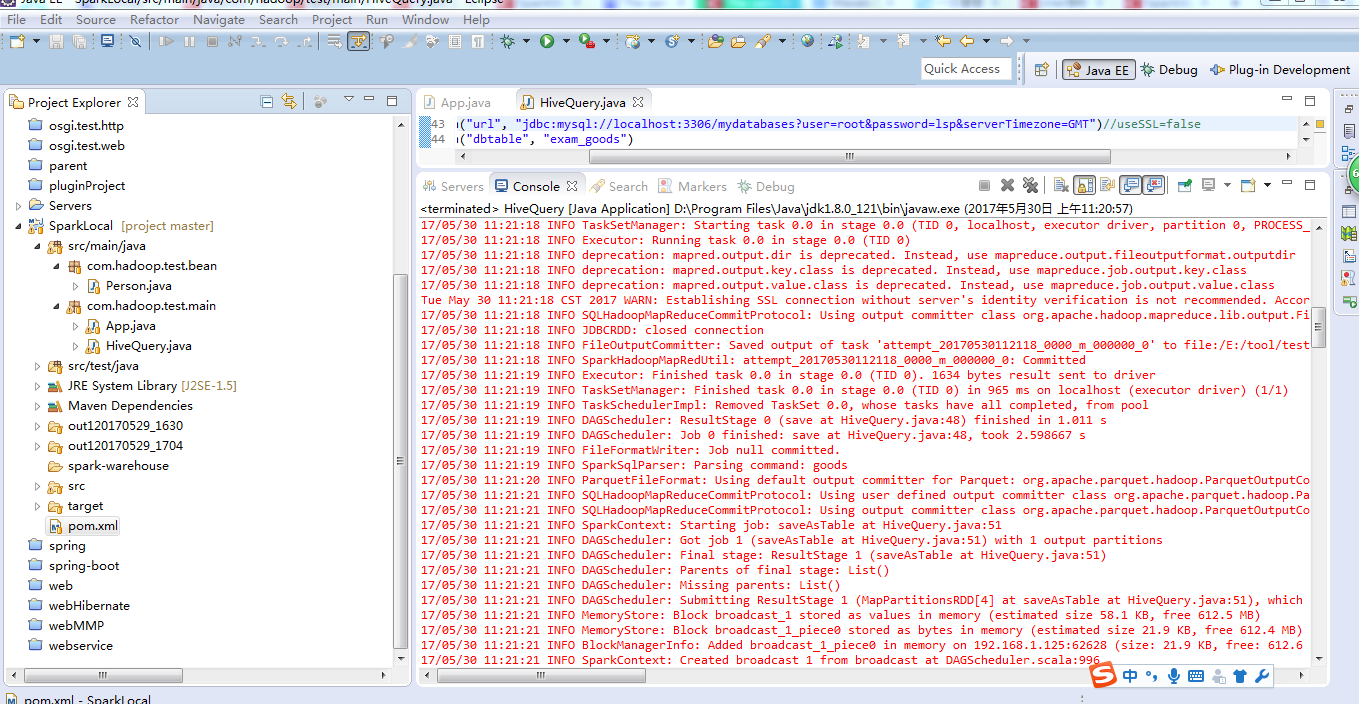 Java EE - SparkLocal/src/main/java/com/hadoop/test/main/HiveQuery.java - Eclipse
File Edit Source Refactor Navigate Search Project Run Window Help
Quick Access
Java EE Debug Plug-in Development
Project Explorer
osgi.test.http
osgi.test.web
parent
pluginProject
Servers
SparkLocal [project master]
src/main/java
com.hadoop.test.bean
Person.java
com.hadoop.test.main
App.java
HiveQuery.java
src/test/java
JRE System Library [J2SE-1.5]
Maven Dependencies
out120170529_1630
out120170529_1704
spark-warehouse
src
target
pom.xml
spring
spring-boot
web
webHibernate
webMMP
webservice
App.java HiveQuery.java
43 ("url", "jdbc:mysql://localhost:3306/mydatabases?user=root&password=lsp&serverTimezone=GMT")//useSSL=false
44 ("dbtable", "exam_goods")
Servers Console Search Markers Debug
<terminated> HiveQuery [Java Application] D:\Program Files\Java\jdk1.8.0_121\bin\javaw.exe (2017年5月30日 上午11:20:57)
17/05/30 11:21:18 INFO TaskSetManager: Starting task 0.0 in stage 0.0 (TID 0, localhost, executor driver, partition 0, PROCESS_
17/05/30 11:21:18 INFO Executor: Running task 0.0 in stage 0.0 (TID 0)
17/05/30 11:21:18 INFO deprecation: mapred.output.dir is deprecated. Instead, use mapreduce.output.fileoutputformat.outputdir
17/05/30 11:21:18 INFO deprecation: mapred.output.key.class is deprecated. Instead, use mapreduce.job.output.key.class
17/05/30 11:21:18 INFO deprecation: mapred.output.value.class is deprecated. Instead, use mapreduce.job.output.value.class
Tue May 30 11:21:18 CST 2017 WARN: Establishing SSL connection without server's identity verification is not recommended. Accor
17/05/30 11:21:18 INFO SQLHadoopMapReduceCommitProtocol: Using output committer class org.apache.hadoop.mapreduce.lib.output.Fi
17/05/30 11:21:18 INFO JDBCRDD: closed connection
17/05/30 11:21:18 INFO FileOutputCommitter: Saved output of task 'attempt_20170530112118_0000_m_000000_0' to file:/E:/tool/test
17/05/30 11:21:18 INFO SparkHadoopMapRedUtil: attempt_20170530112118_0000_m_000000_0: Committed
17/05/30 11:21:19 INFO Executor: Finished task 0.0 in stage 0.0 (TID 0). 1634 bytes result sent to driver
17/05/30 11:21:19 INFO TaskSetManager: Finished task 0.0 in stage 0.0 (TID 0) in 965 ms on localhost (executor driver) (1/1)
17/05/30 11:21:19 INFO TaskSchedulerImpl: Removed TaskSet 0.0, whose tasks have all completed, from pool
17/05/30 11:21:19 INFO DAGScheduler: ResultStage 0 (save at HiveQuery.java:48) finished in 1.011 s
17/05/30 11:21:19 INFO DAGScheduler: Job 0 finished: save at HiveQuery.java:48, took 2.598667 s
17/05/30 11:21:19 INFO FileFormatWriter: Job null committed.
17/05/30 11:21:19 INFO SparkSqlParser: Parsing command: goods
17/05/30 11:21:20 INFO ParquetFileFormat: Using default output committer for Parquet: org.apache.parquet.hadoop.ParquetOutputCo
17/05/30 11:21:21 INFO SQLHadoopMapReduceCommitProtocol: Using user defined output committer class org.apache.parquet.hadoop.Pa
17/05/30 11:21:21 INFO SQLHadoopMapReduceCommitProtocol: Using output committer class org.apache.parquet.hadoop.ParquetOutputCo
17/05/30 11:21:21 INFO SparkContext: Starting job: saveAsTable at HiveQuery.java:51
17/05/30 11:21:21 INFO DAGScheduler: Got job 1 (saveAsTable at HiveQuery.java:51) with 1 output partitions
17/05/30 11:21:21 INFO DAGScheduler: Final stage: ResultStage 1 (saveAsTable at HiveQuery.java:51)
17/05/30 11:21:21 INFO DAGScheduler: Parents of final stage: List()
17/05/30 11:21:21 INFO DAGScheduler: Missing parents: List()
17/05/30 11:21:21 INFO DAGScheduler: Submitting ResultStage 1 (MapPartitionsRDD[4] at saveAsTable at HiveQuery.java:51), which
17/05/30 11:21:21 INFO MemoryStore: Block broadcast_1 stored as values in memory (estimated size 58.1 KB, free 612.5 MB)
17/05/30 11:21:21 INFO MemoryStore: Block broadcast_1_piece0 stored as bytes in memory (estimated size 21.9 KB, free 612.4 MB)
17/05/30 11:21:21 INFO BlockManagerInfo: Added broadcast_1_piece0 in memory on 192.168.1.125:62628 (size: 21.9 KB, free: 612.6
17/05/30 11:21:21 INFO SparkContext: Created broadcast 1 from broadcast at DAGScheduler.scala:996
中
pom.xml - SparkLocal